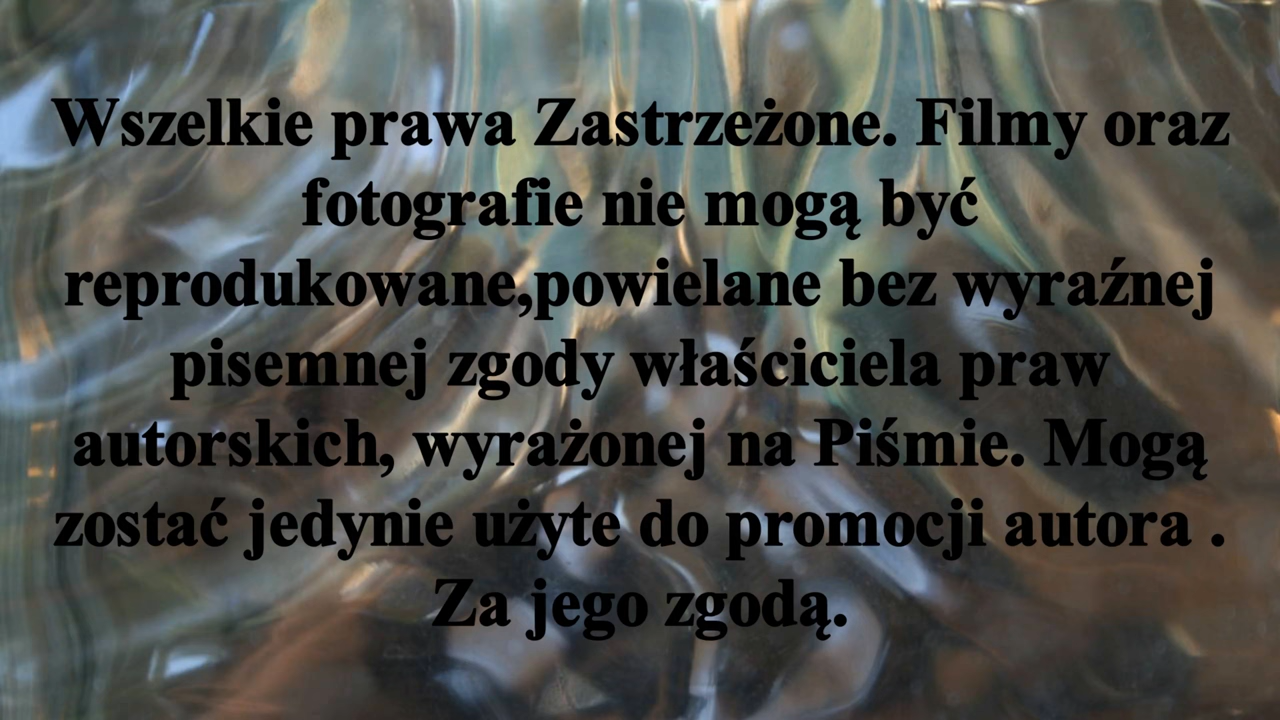 Wszelkie prawa Zastrzeżone. Filmy oraz
fotografie nie mogą być
reprodukowane,powielane bez wyraźnej
pisemnej zgody właściciela praw
autorskich, wyrażonej na Piśmie. Mogą
zostać jedynie użyte do promocji autora .
Za jego zgodą.